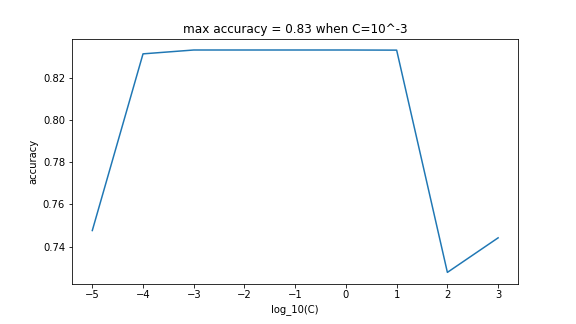 max accuracy = 0.83 when C=10^-3
accuracy
0.82
0.80
0.78
0.76
0.74
−5 −4 −3 −2 −1 0 1 2 3
log_10(C)